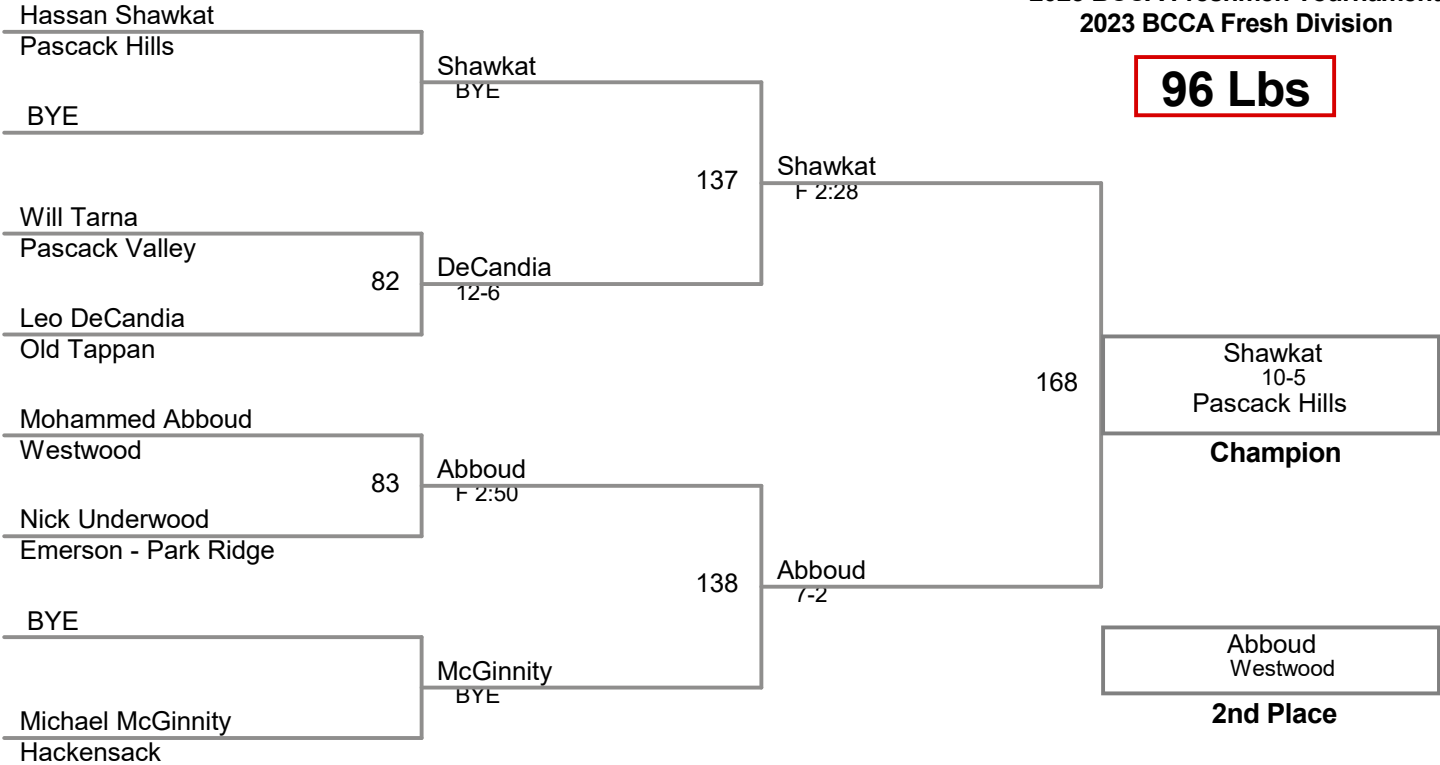 Hassan Shawkat
Pascack Hills
BYE
Will Tarna
Pascack Valley
82
Leo DeCandia
Old Tappan
Mohammed Abboud
Westwood
83
Nick Underwood
Emerson - Park Ridge
BYE
Michael McGinnity
Hackensack
Shawkat
BYE
137
DeCandia
12-6
Abboud
F 2:50
138
McGinnity
BYE
Shawkat
F 2:28
168
Abboud
7-2
2023 BCCA Fresh Division
96 Lbs
Shawkat
10-5
Pascack Hills
Champion
Abboud
Westwood
2nd Place